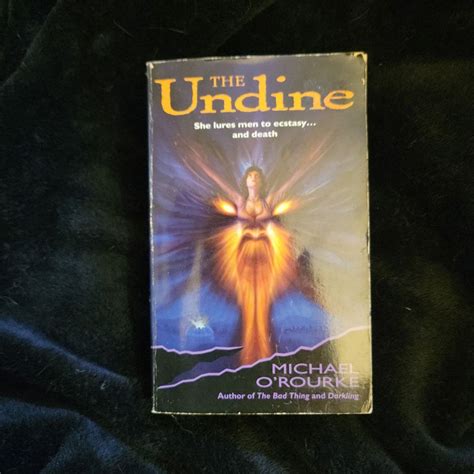 THE
Undine
She lures men to ecstasy...
and death
MICHAEL
O'ROURKE
Author of The Bad Thing and Darkling